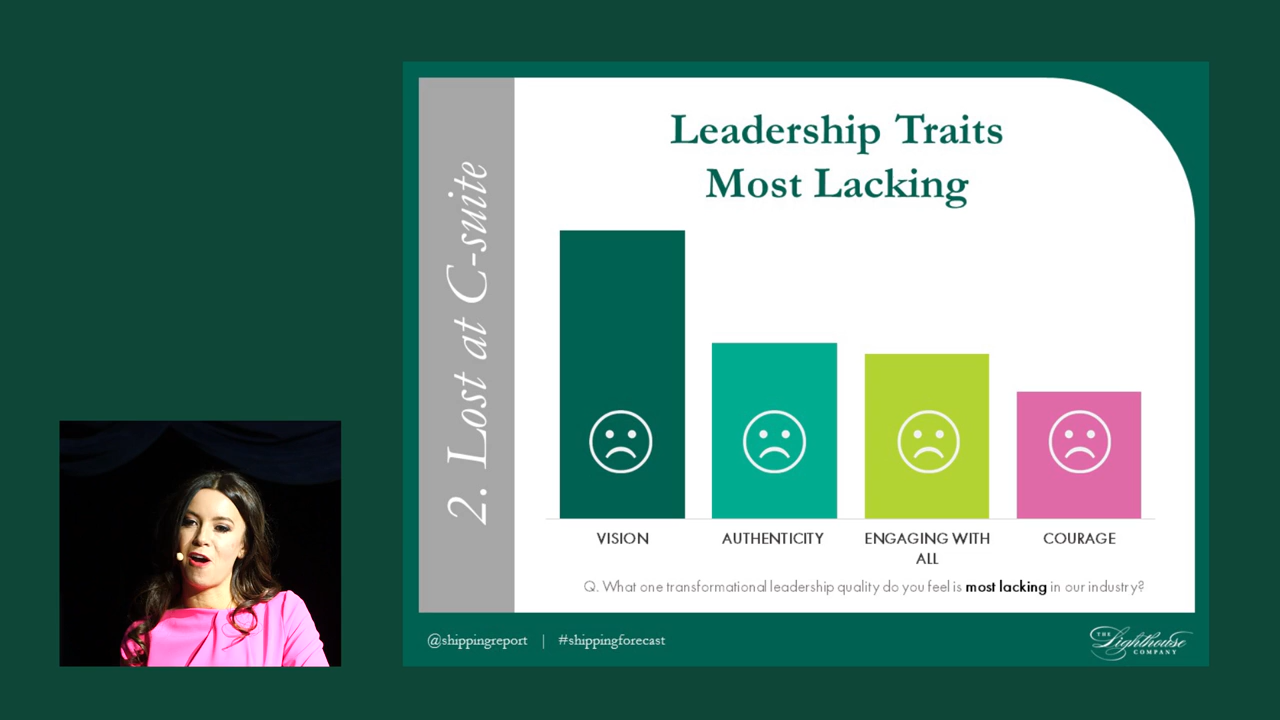 2. Lost at C-suite
Leadership Traits
Most Lacking
VISION
AUTHENTICITY
ENGAGING WITH
ALL
COURAGE
Q. What one transformational leadership quality do you feel is most lacking in our industry?
@shippingreport | #shippingforecast
THE
Lighthouse
COMPANY